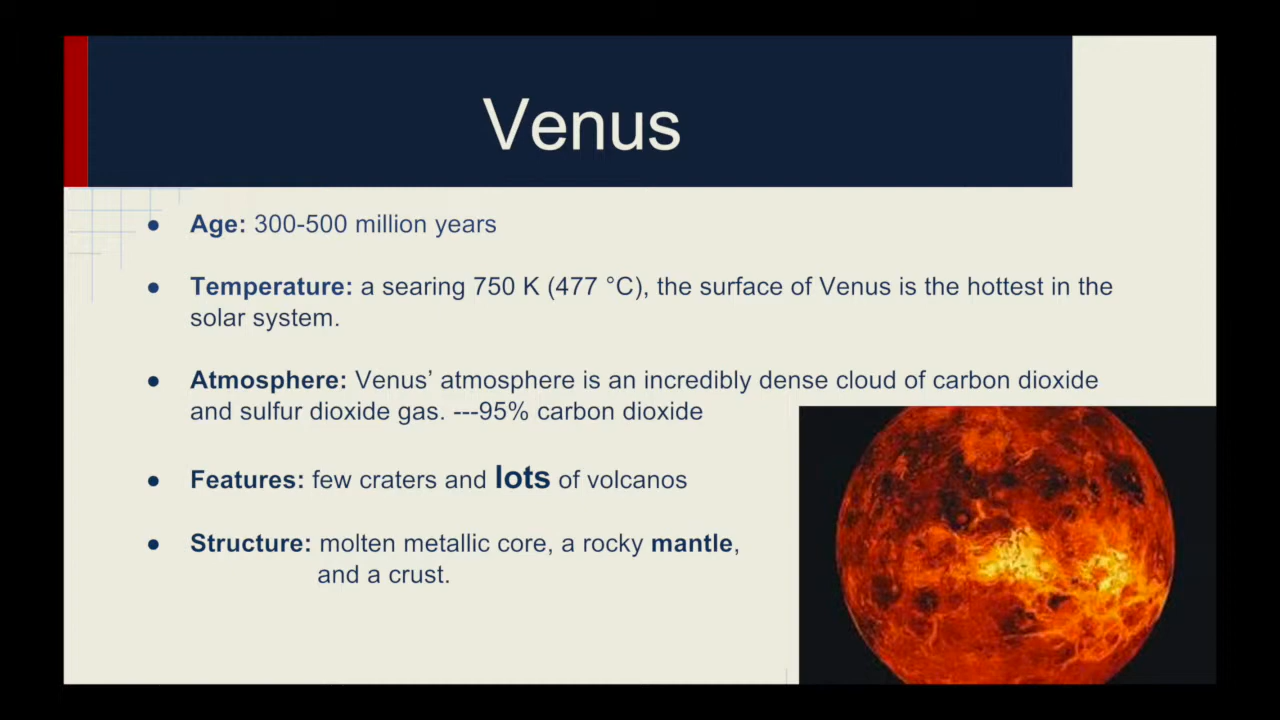 Venus
● Age: 300-500 million years
● Temperature: a searing 750 K (477 °C), the surface of Venus is the hottest in the
solar system.
● Atmosphere: Venus’ atmosphere is an incredibly dense cloud of carbon dioxide
and sulfur dioxide gas. ---95% carbon dioxide
● Features: few craters and lots of volcanos
● Structure: molten metallic core, a rocky mantle,
and a crust.